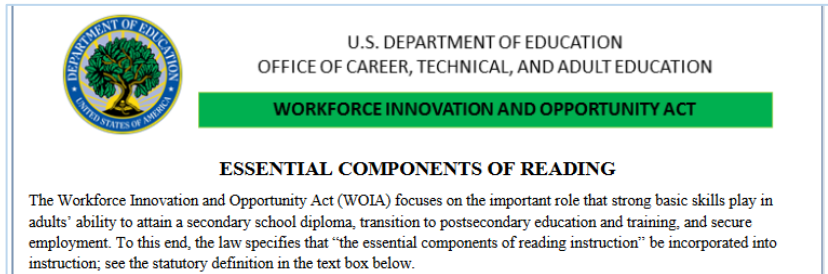 DEPARTMENT OF EDUCATION
UNITED STATES OF AMERICA
U.S. DEPARTMENT OF EDUCATION
OFFICE OF CAREER, TECHNICAL, AND ADULT EDUCATION
WORKFORCE INNOVATION AND OPPORTUNITY ACT
ESSENTIAL COMPONENTS OF READING
The Workforce Innovation and Opportunity Act (WOIA) focuses on the important role that strong basic skills play in
adults’ ability to attain a secondary school diploma, transition to postsecondary education and training, and secure
employment. To this end, the law specifies that “the essential components of reading instruction” be incorporated into
instruction; see the statutory definition in the text box below.